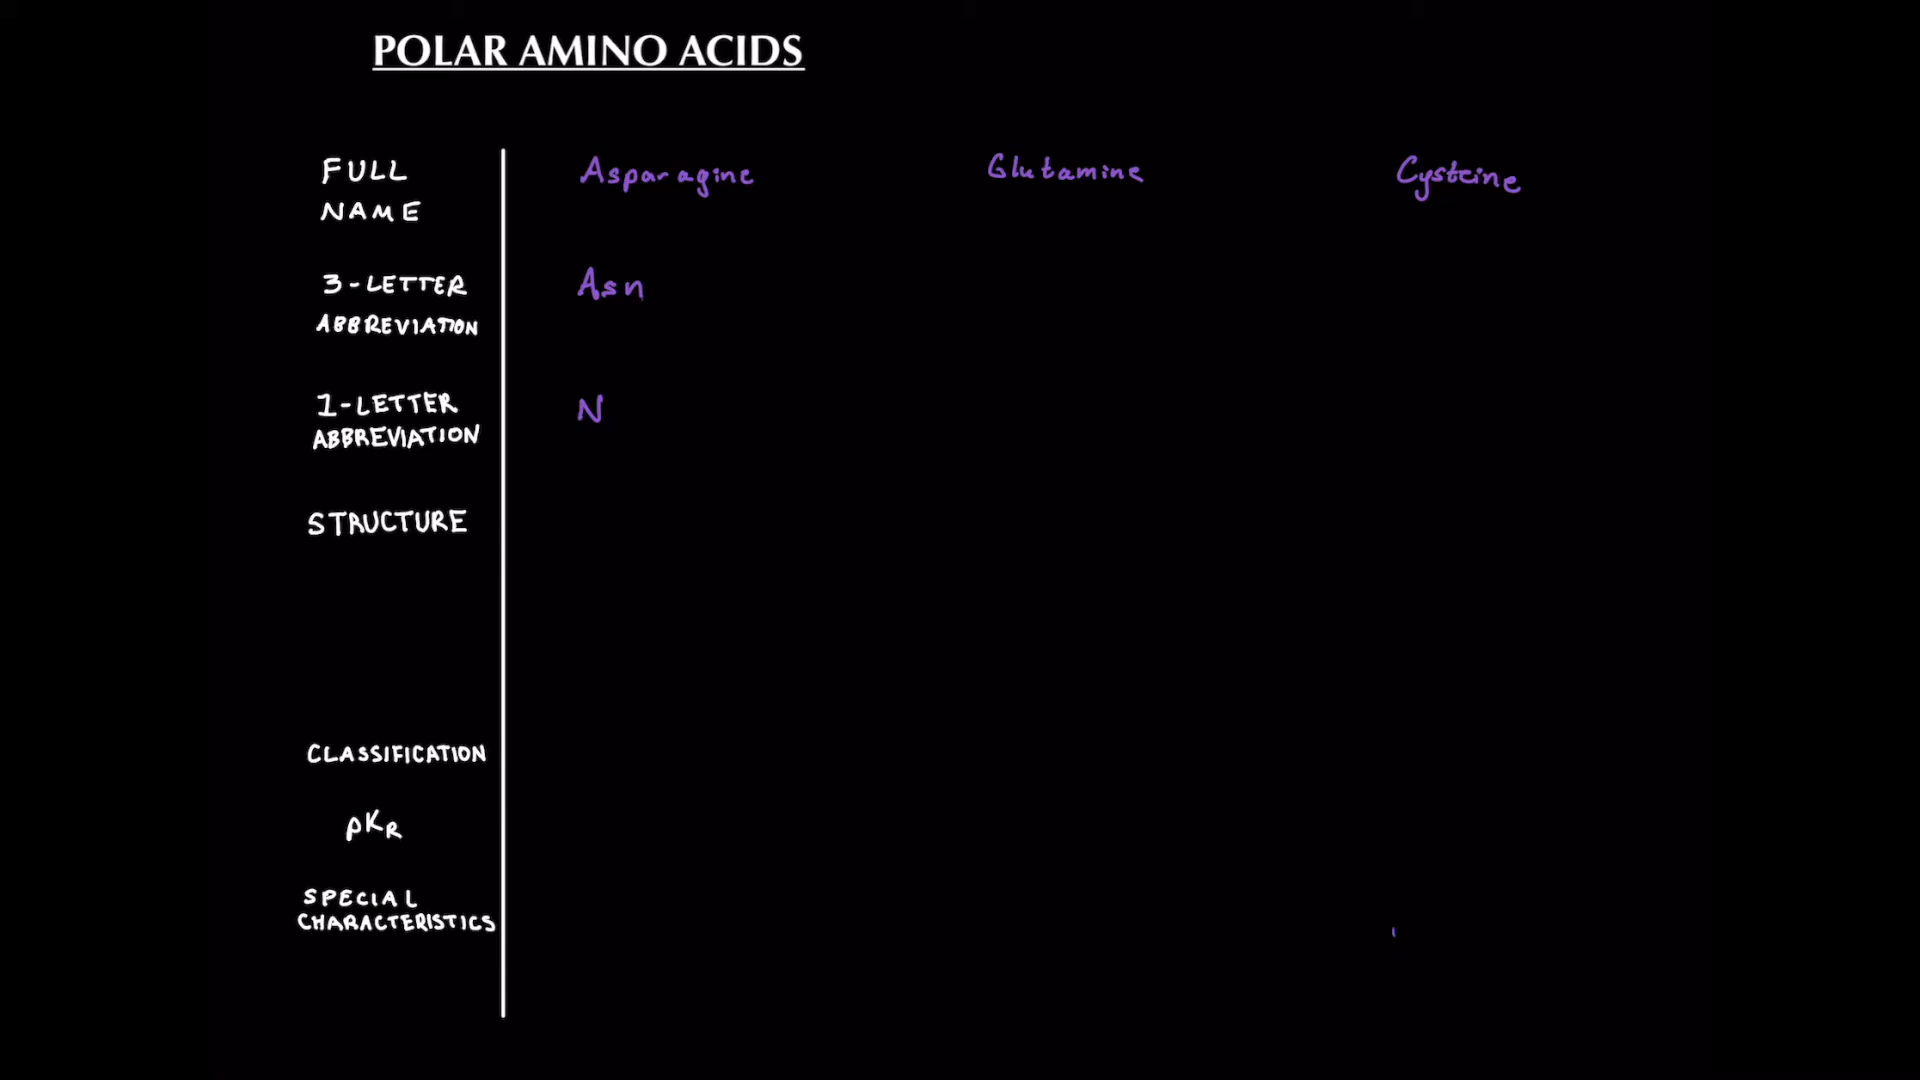 POLAR AMINO ACIDS
FULL NAME
Asparagine
Glutamine
Cysteine
3-LETTER ABBREVIATION
Asn
1-LETTER ABBREVIATION
N
STRUCTURE
CLASSIFICATION
pKR
SPECIAL CHARACTERISTICS